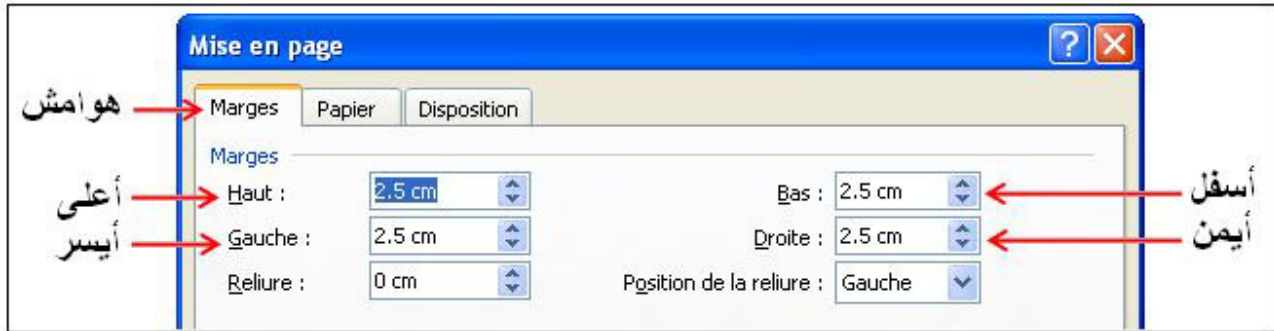 Mise en page
هوامش Marges Papier Disposition
Marges
أعلى Haut : 2.5 cm Bas : 2.5 cm أسفل
أيسر Gauche : 2.5 cm Droite : 2.5 cm أيمن
Reliure : 0 cm Position de la reliure : Gauche